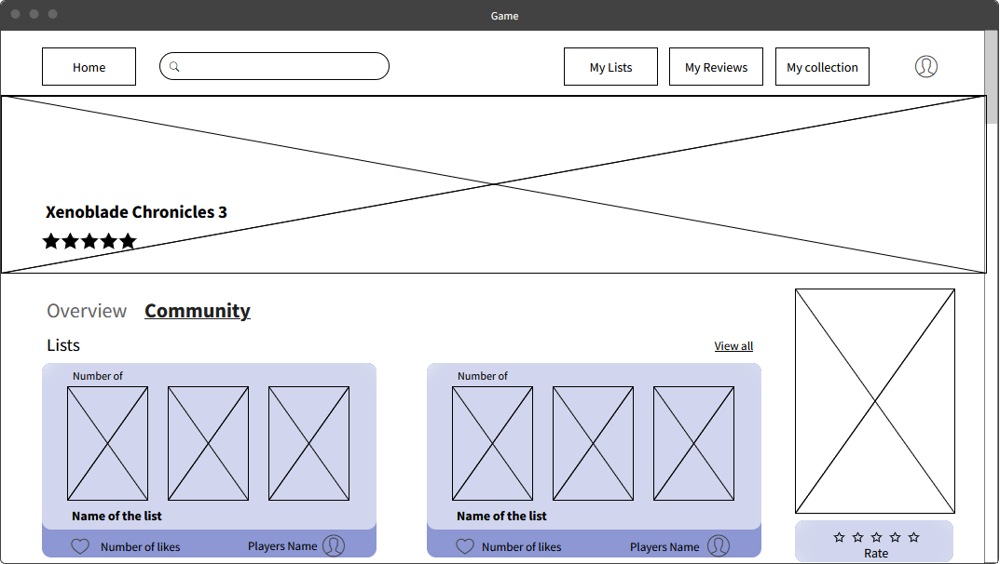 Game
Home
My Lists
My Reviews
My collection
Xenoblade Chronicles 3
Overview
Community
Lists
View all
Number of
Name of the list
Number of likes
Players Name
Number of
Name of the list
Number of likes
Players Name
Rate